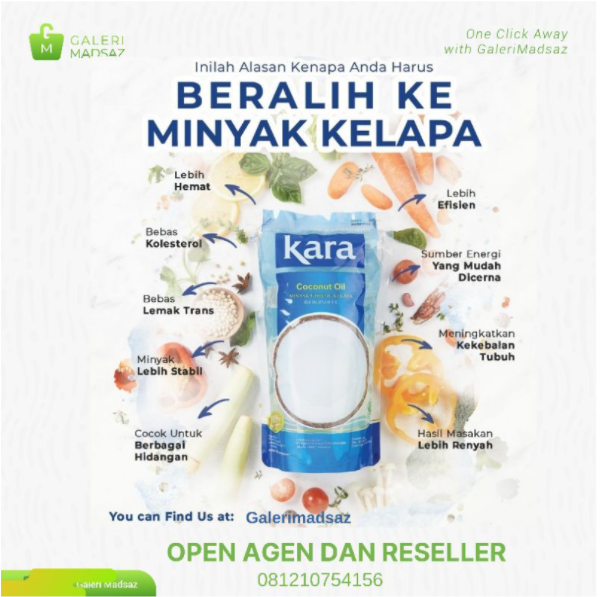 GALERI
MADSAZ
One Click Away
with GaleriMadsaz
Inilah Alasan Kenapa Anda Harus
BERALIH KE
MINYAK KELAPA
Lebih
Hemat
Lebih
Efisien
Bebas
Kolesterol
Sumber Energi
Yang Mudah
Dicerna
Bebas
Lemak Trans
Meningkatkan
Kekebalan
Tubuh
Minyak
Lebih Stabil
Cocok Untuk
Berbagai
Hidangan
Hasil Masakan
Lebih Renyah
kara
Coconut Oil
You can Find Us at: Galerimadsaz
OPEN AGEN DAN RESELLER
081210754156
Galeri Madsaz